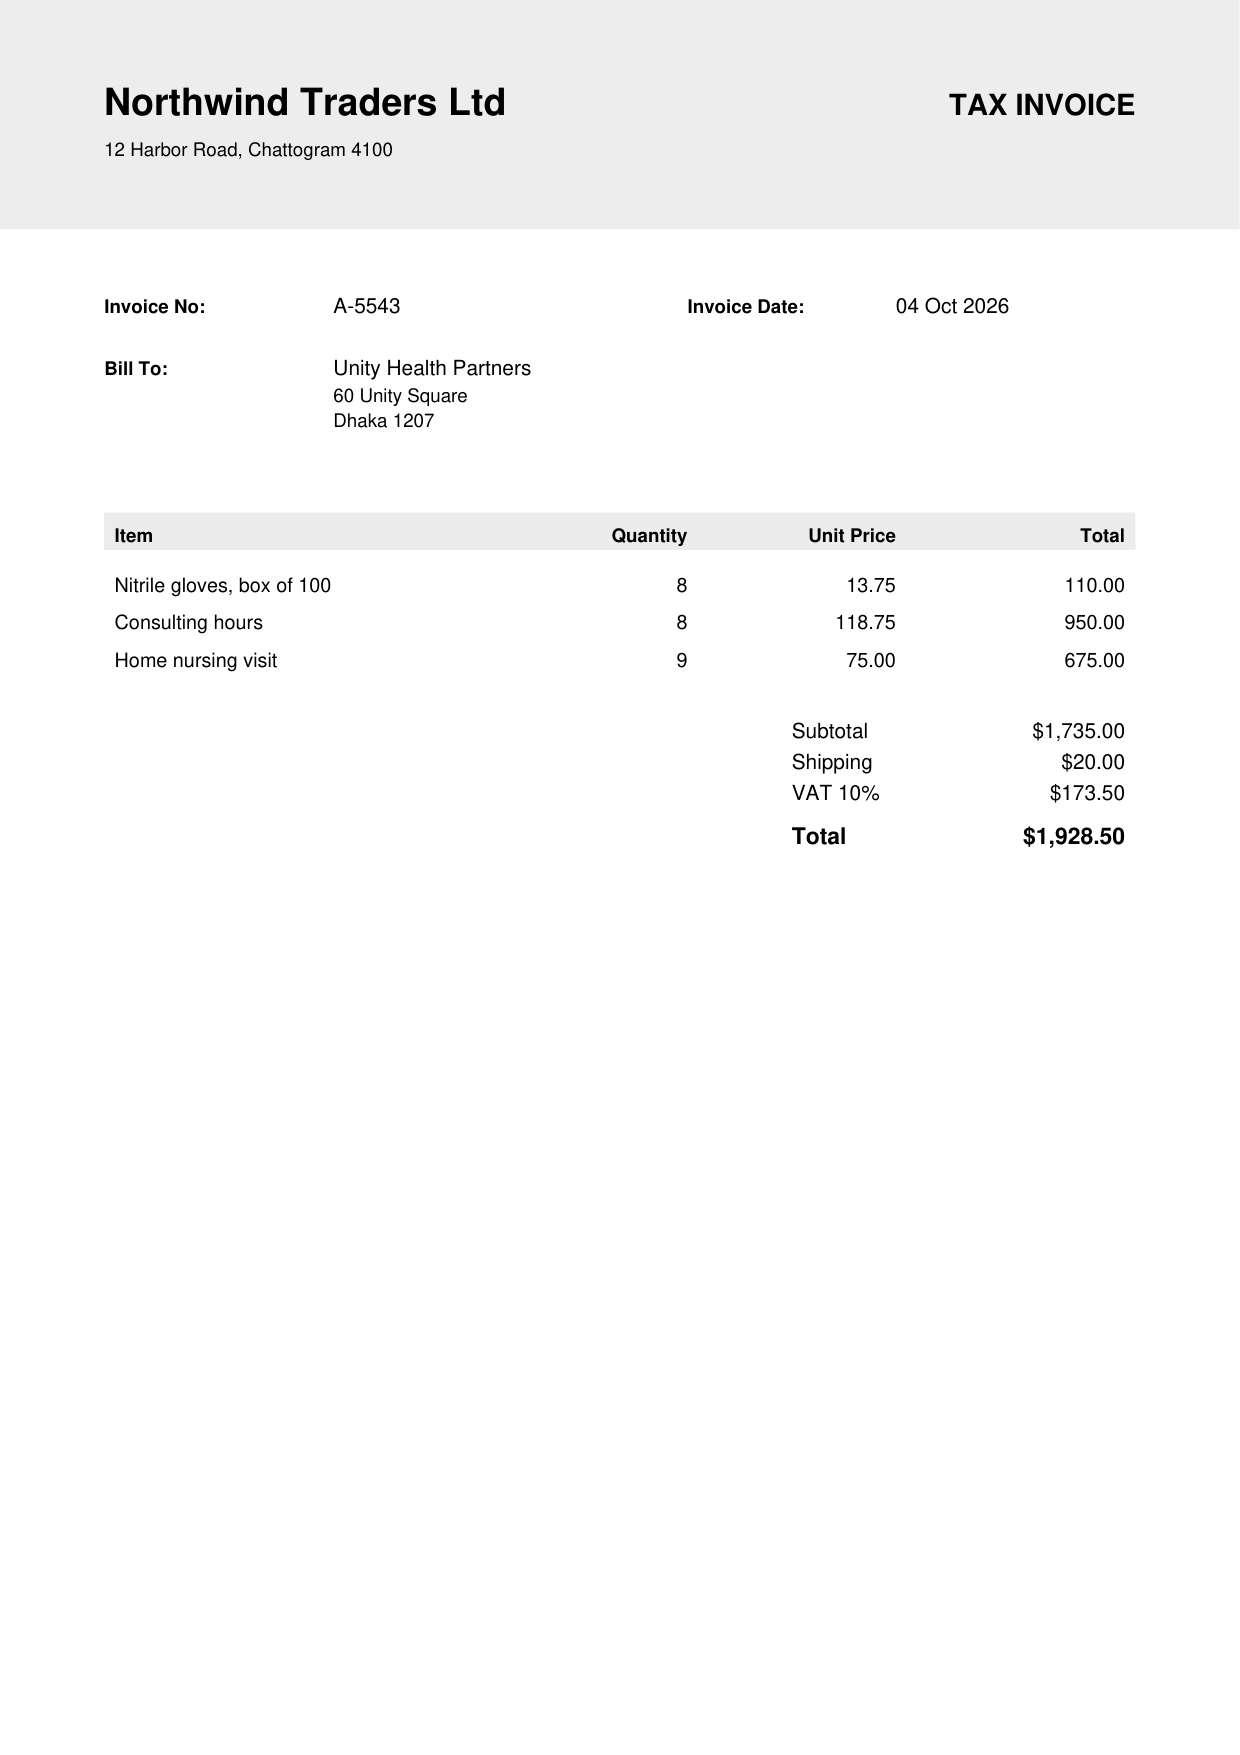 Northwind Traders Ltd TAX INVOICE
12 Harbor Road, Chattogram 4100
Invoice No: A-5543 Invoice Date: 04 Oct 2026
Bill To: Unity Health Partners
60 Unity Square
Dhaka 1207
Item Quantity Unit Price Total
Nitrile gloves, box of 100 8 13.75 110.00
Consulting hours 8 118.75 950.00
Home nursing visit 9 75.00 675.00
Subtotal $1,735.00
Shipping $20.00
VAT 10% $173.50
Total $1,928.50